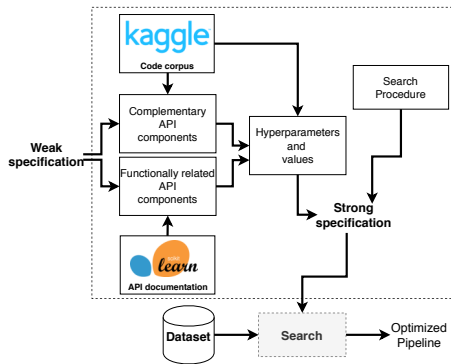 kaggle
Code corpus
Complementary
API
components
Weak
specification
Functionally related
API
components
scikit
learn
API documentation
Hyperparameters
and
values
Search
Procedure
Strong
specification
Dataset
Search
Optimized
Pipeline